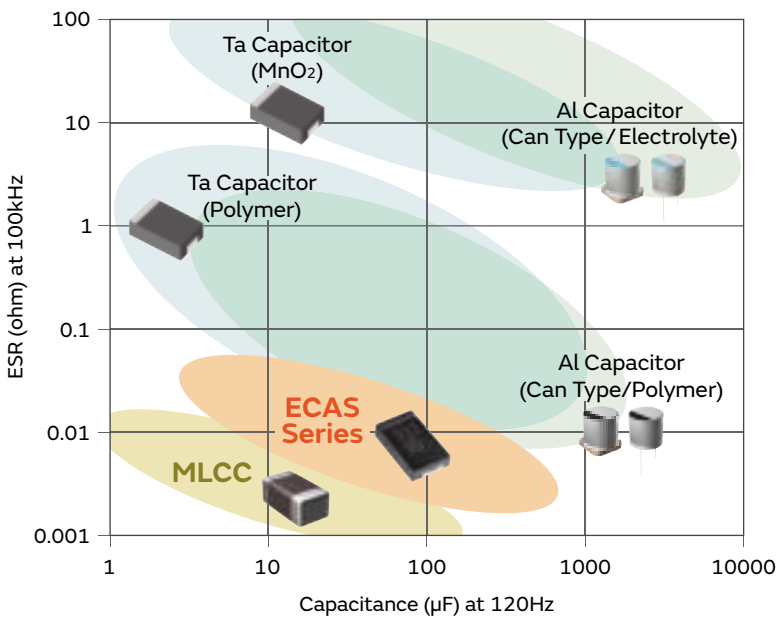 100
10
1
0.1
0.01
0.001
ESR (ohm) at 100kHz
Ta Capacitor
(MnO₂)
Al Capacitor
(Can Type/Electrolyte)
Ta Capacitor
(Polymer)
Al Capacitor
(Can Type/Polymer)
ECAS
Series
MLCC
1
10
100
1000
10000
Capacitance (μF) at 120Hz